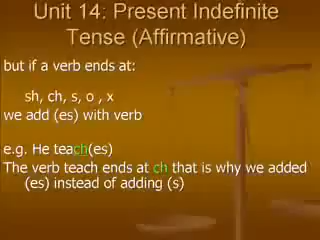 Unit 14: Present Indefinite
Tense (Affirmative)
but if a verb ends at:
sh, ch, s, o , x
we add (es) with verb
e.g. He teach(es)
The verb teach ends at ch that is why we added
(es) instead of adding (s)